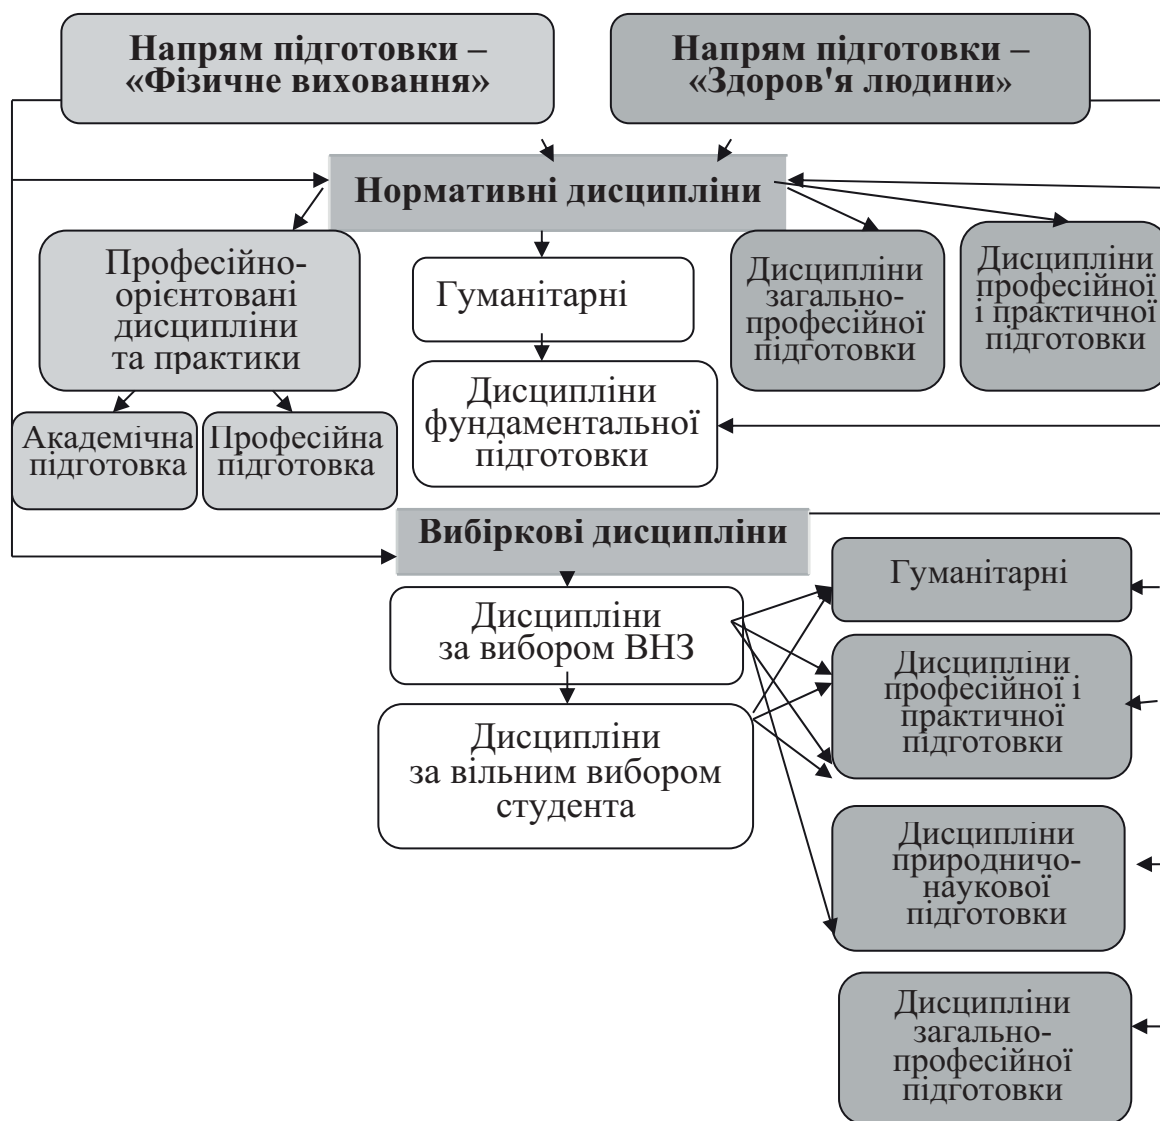 Напрям підготовки –
«Фізичне виховання»
Напрям підготовки –
«Здоров'я людини»
Нормативні дисципліни
Професійно-
орієнтовані
дисципліни
та практики
Гуманітарні
Дисципліни
загально-
професійної
підготовки
Дисципліни
професійної
і практичної
підготовки
Академічна
підготовка
Професійна
підготовка
Дисципліни
фундаментальної
підготовки
Вибіркові дисципліни
Дисципліни
за вибором ВНЗ
Дисципліни
за вільним вибором
студента
Гуманітарні
Дисципліни
професійної і
практичної
підготовки
Дисципліни
природничо-
наукової
підготовки
Дисципліни
загально-
професійної
підготовки